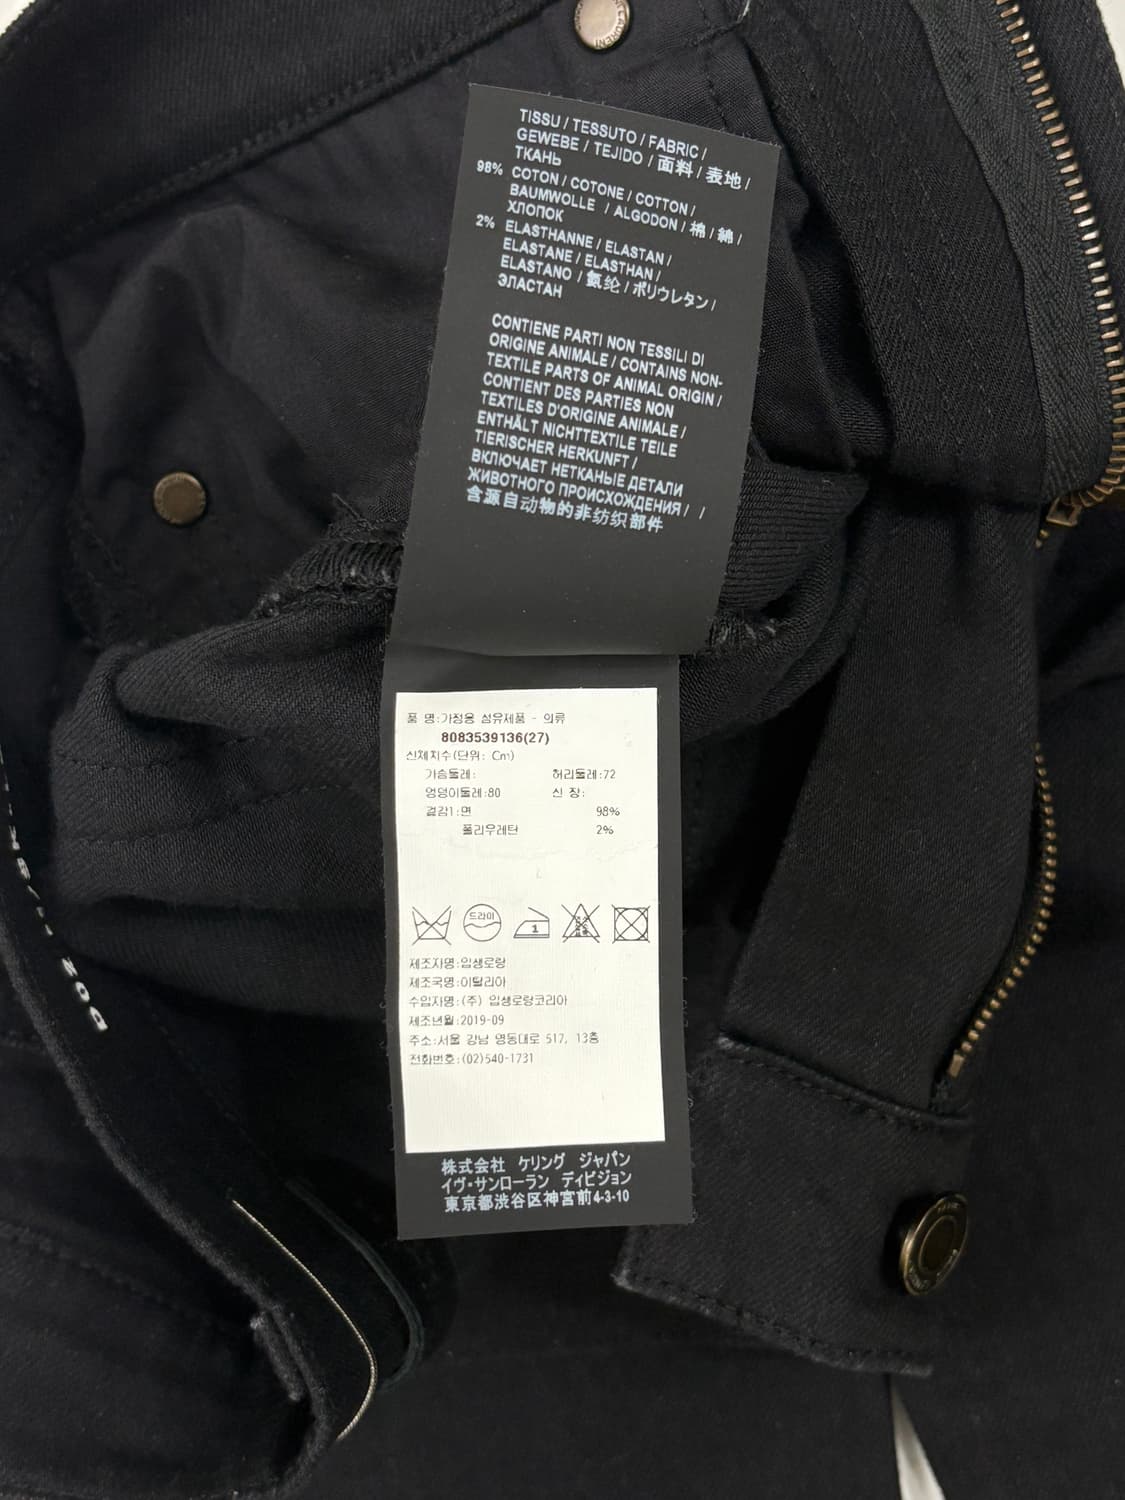 LAURENT
TISSU / TESSUTO / FABRIC /
GEWEBE / TEJIDO / 面料 / 表地 /
ТКАНЬ
98% COTON / COTONE / COTTON /
BAUMWOLLE / ALGODON / 棉 / 綿 /
ХЛОПОК
2% ELASTHANNE / ELASTAN /
ELASTANE / ELASTHAN /
ELASTANO / 氨纶 / ポリウレタン /
ЭЛАСТАН
CONTIENE PARTI NON TESSILI DI
ORIGINE ANIMALE / CONTAINS NON-
TEXTILE PARTS OF ANIMAL ORIGIN /
CONTIENT DES PARTIES NON
TEXTILES D'ORIGINE ANIMALE /
ENTHÄLT NICHTTEXTILE TEILE
TIERISCHER HERKUNFT /
ВКЛЮЧАЕТ НЕТКАНЫЕ ДЕТАЛИ
ЖИВОТНОГО ПРОИСХОЖДЕНИЯ / /
含源自动物的非纺织部件
품 명:가정용 섬유제품 - 의류
8083539136(27)
신체치수(단위: Cm)
가슴둘레: 허리둘레:72
엉덩이둘레:80 신 장:
겉감1:면 98%
폴리우레탄 2%
드라이
1
제조자명:입생로랑
제조국명:이탈리아
수입자명:(주) 입생로랑코리아
제조년월:2019-09
주소:서울 강남 영동대로 517, 13층
전화번호:(02)540-1731
株式会社 ケリング ジャパン
イヴ・サンローラン ディビジョン
東京都渋谷区神宮前4-3-10